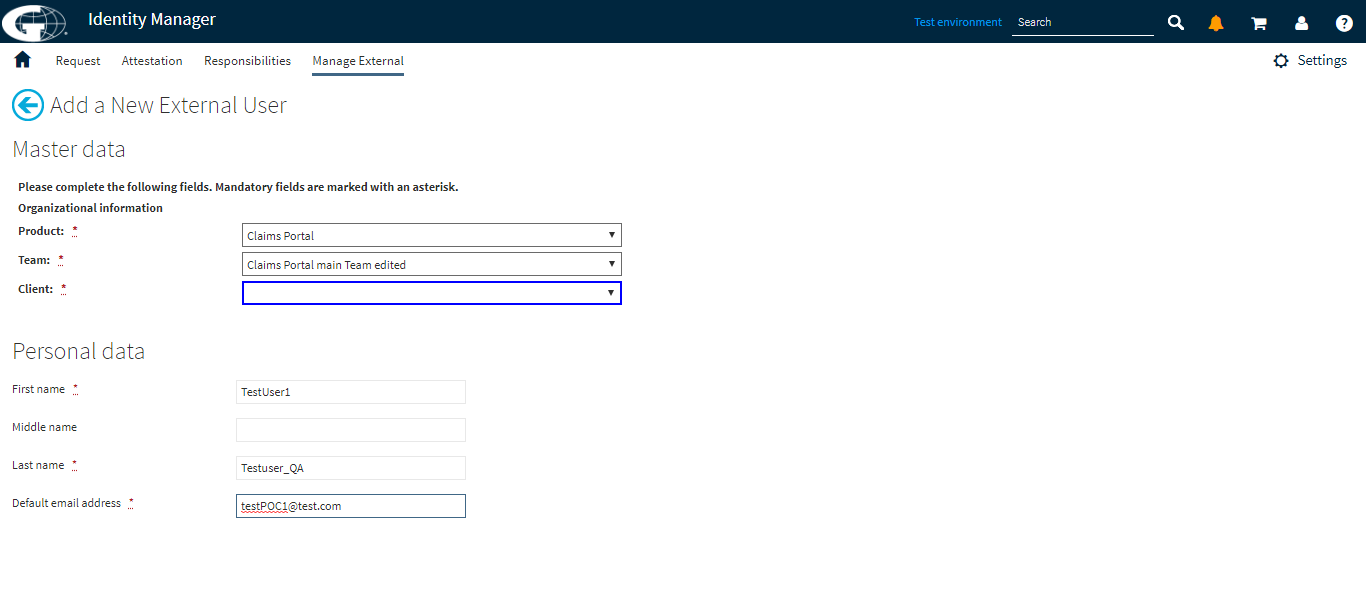 Identity Manager
Test environment Search
Request Attestation Responsibilities Manage External Settings
Add a New External User
Master data
Please complete the following fields. Mandatory fields are marked with an asterisk.
Organizational information
Product: * Claims Portal
Team: * Claims Portal main Team edited
Client: *
Personal data
First name * TestUser1
Middle name
Last name * Testuser_QA
Default email address * testPOC1@test.com